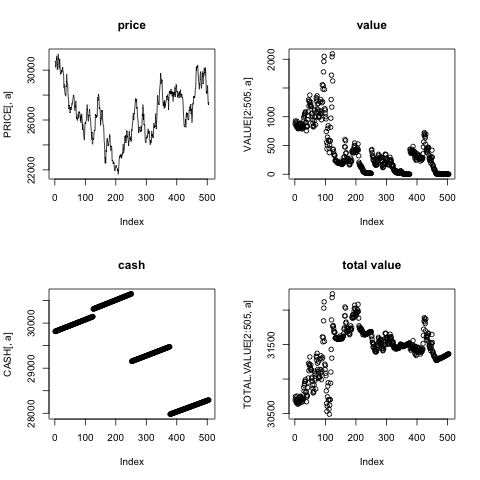 price
PRICE[, a]
22000 26000 30000
0 100 200 300 400 500
Index
value
VALUE[2:505, a]
0 500 1000 2000
0 100 200 300 400 500
Index
cash
CASH[, a]
28000 29000 30000
0 100 200 300 400 500
Index
total value
TOTAL.VALUE[2:505, a]
30500 31500
0 100 200 300 400 500
Index